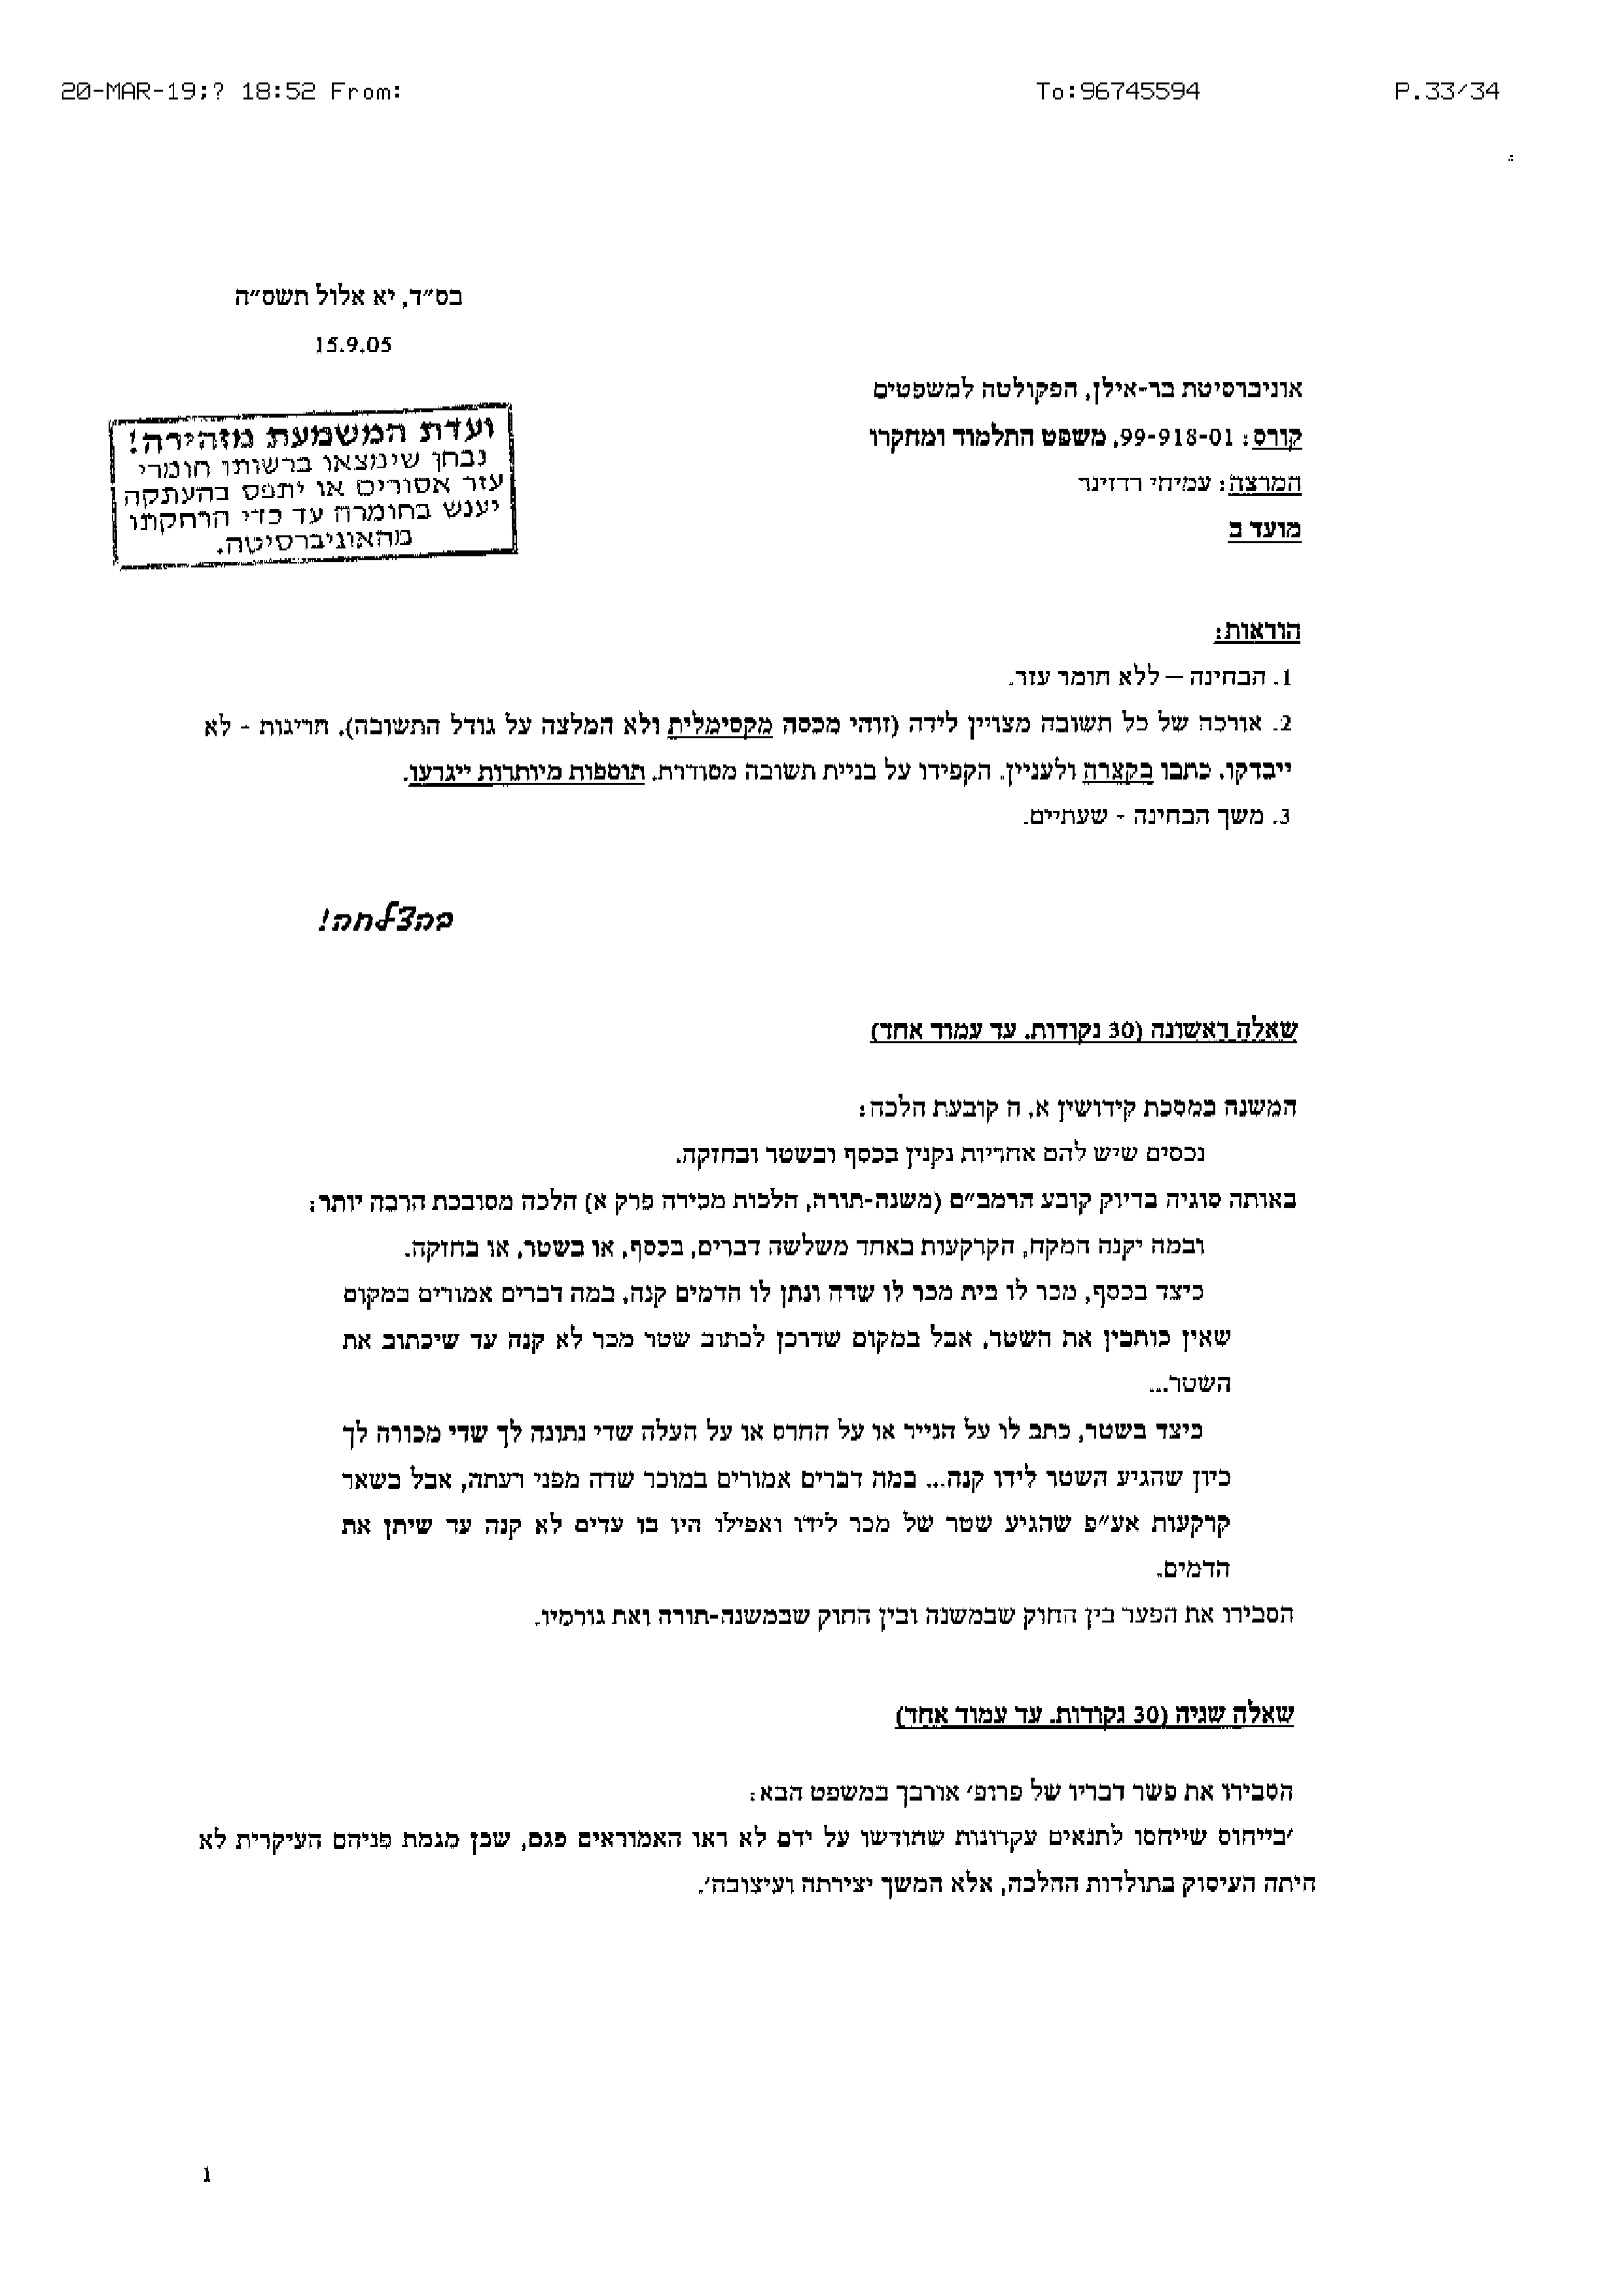 20-MAR-19;? 18:52 From: To:96745594 P.33/34
בס״ד, יא אלול תשס״ה
15.9.05
אוניברסיטת בר-אילן, הפקולטה למשפטים
קורס: 99-918-01, משפט התלמוד ומחקרו
המרצה: עמיחי רדזינר
מועד ב
ועדת המשמעת מזהירה!
נבחן שימצאו ברשותו חומרי
עזר אסורים או יתפס בהעתקה
יענש בחומרה עד כדי הרחקתו
מהאוניברסיטה.
הוראות:
1. הבחינה – ללא חומר עזר.
2. אורכה של כל תשובה מצויין לידה (זוהי מכסה מקסימלית ולא המלצה על גודל התשובה). חריגות - לא
ייבדקו. כתבו בקצרה ולעניין. הקפידו על בניית תשובה מסודרת. תוספות מיותרות ייגרעו.
3. משך הבחינה - שעתיים.
בהצלחה!
שאלה ראשונה (30 נקודות. עד עמוד אחד)
המשנה במסכת קידושין א, ה קובעת הלכה:
נכסים שיש להם אחריות נקנין בכסף ובשטר ובחזקה.
באותה סוגיה בדיוק קובע הרמב״ם (משנה-תורה, הלכות מכירה פרק א) הלכה מסובכת הרבה יותר:
ובמה יקנה המקח, הקרקעות באחד משלשה דברים, בכסף, או בשטר, או בחזקה.
כיצד בכסף, מכר לו בית מכר לו שדה ונתן לו הדמים קנה, במה דברים אמורים במקום
שאין כותבין את השטר, אבל במקום שדרכן לכתוב שטר מכר לא קנה עד שיכתוב את
השטר...
כיצד בשטר, כתב לו על הנייר או על החרס או על העלה שדי נתונה לך שדי מכורה לך
כיון שהגיע השטר לידו קנה... במה דברים אמורים במוכר שדה מפני רעתה, אבל בשאר
קרקעות אע״פ שהגיע שטר של מכר לידו ואפילו היו בו עדים לא קנה עד שיתן את
הדמים.
הסבירו את הפער בין החוק שבמשנה ובין החוק שבמשנה-תורה ואת גורמיו.
שאלה שניה (30 נקודות. עד עמוד אחד)
הסבירו את פשר דבריו של פרופ׳ אורבך במשפט הבא:
׳בייחוס שייחסו לתנאים עקרונות שחודשו על ידם לא ראו האמוראים פגם, שכן מגמת פניהם העיקרית לא
היתה העיסוק בתולדות ההלכה, אלא המשך יצירתה ועיצובה׳.
1